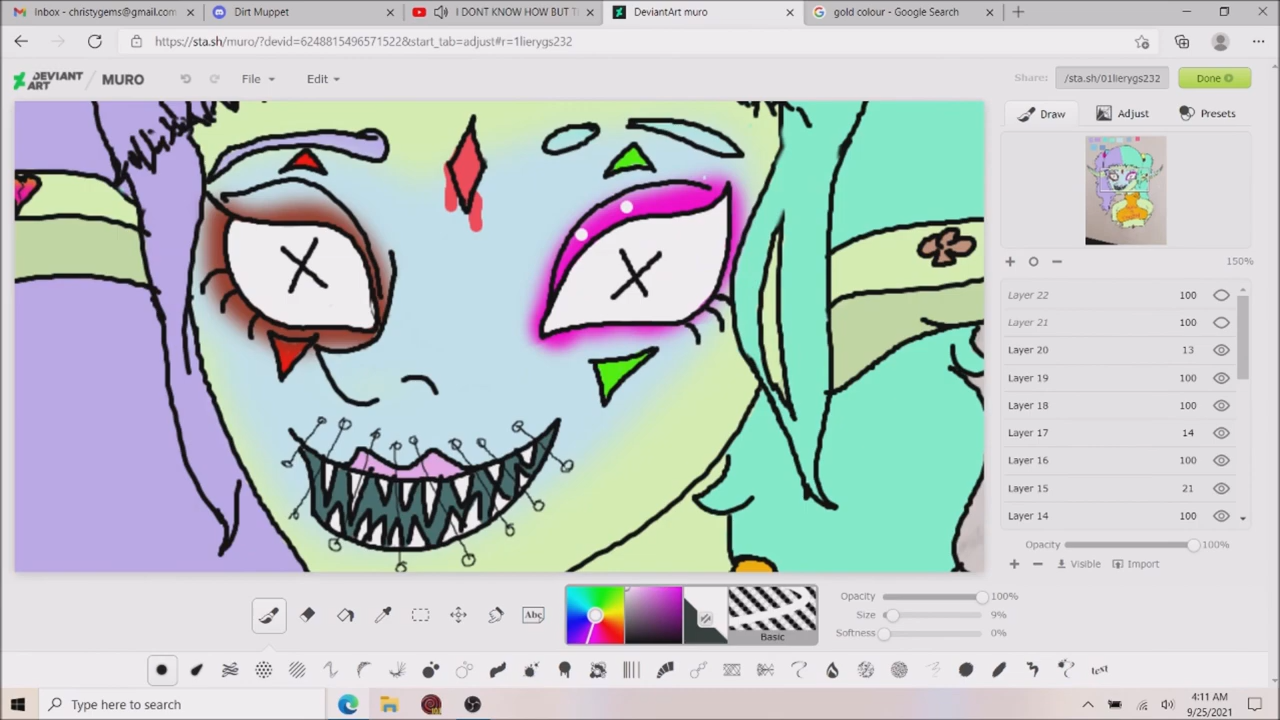 Inbox - christygems@gmail.com
Dirt Muppet
I DONT KNOW HOW BUT T
DeviantArt muro
gold colour - Google Search
https://sta.sh/muro/?devid=6248815496571522&start_tab=adjust#r=1lierygs232
DEVIANT ART MURO
File
Edit
Share:
/sta.sh/01lierygs232
Done
Draw
Adjust
Presets
150%
Layer 22 100
Layer 21 100
Layer 20 13
Layer 19 100
Layer 18 100
Layer 17 14
Layer 16 100
Layer 15 21
Layer 14 100
Opacity 100%
Visible Import
Abc
Basic
Opacity 100%
Size 9%
Softness 0%
text
Type here to search
4:11 AM
9/25/2021